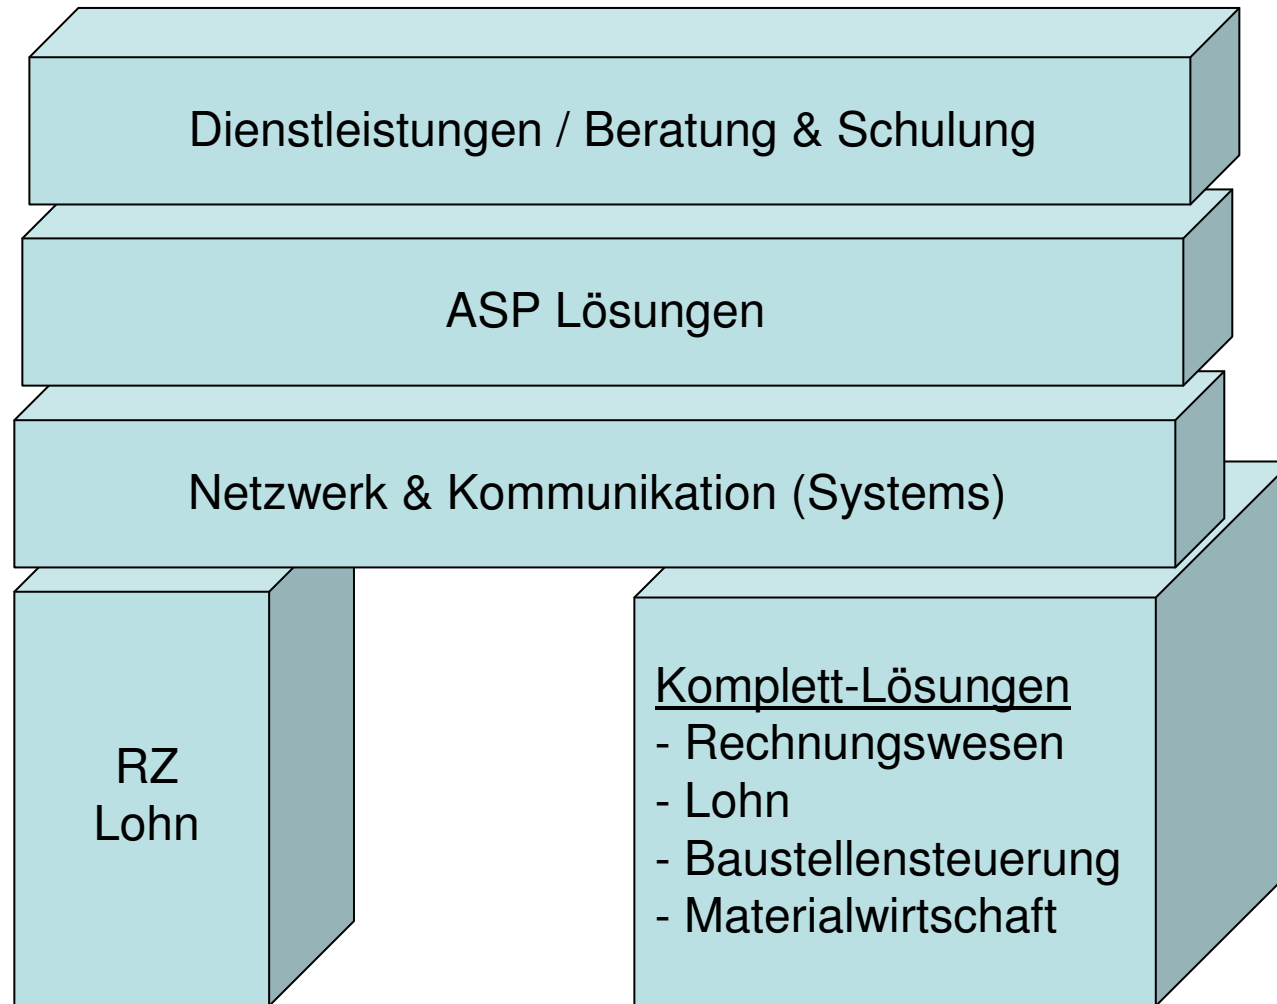 Dienstleistungen / Beratung & Schulung
ASP Lösungen
Netzwerk & Kommunikation (Systems)
RZ
Lohn
Komplett-Lösungen
- Rechnungswesen
- Lohn
- Baustellensteuerung
- Materialwirtschaft